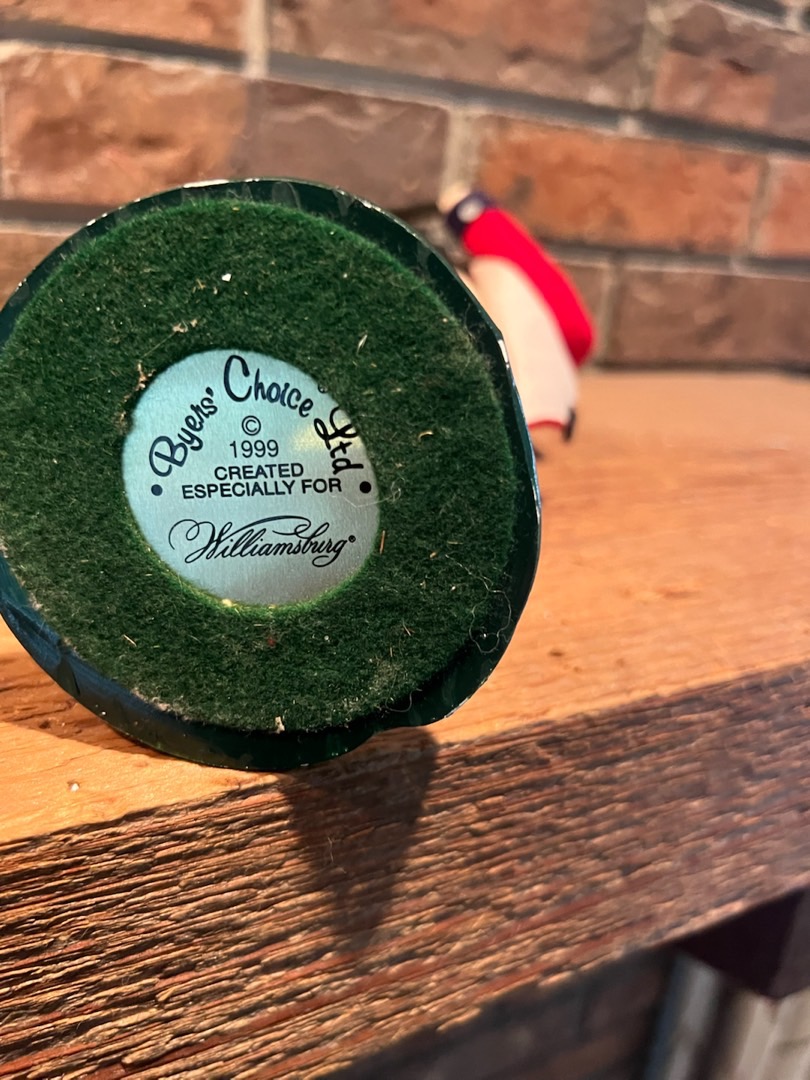 Byers' Choice® Ltd
©
1999
CREATED
• ESPECIALLY FOR •
Williamsburg®